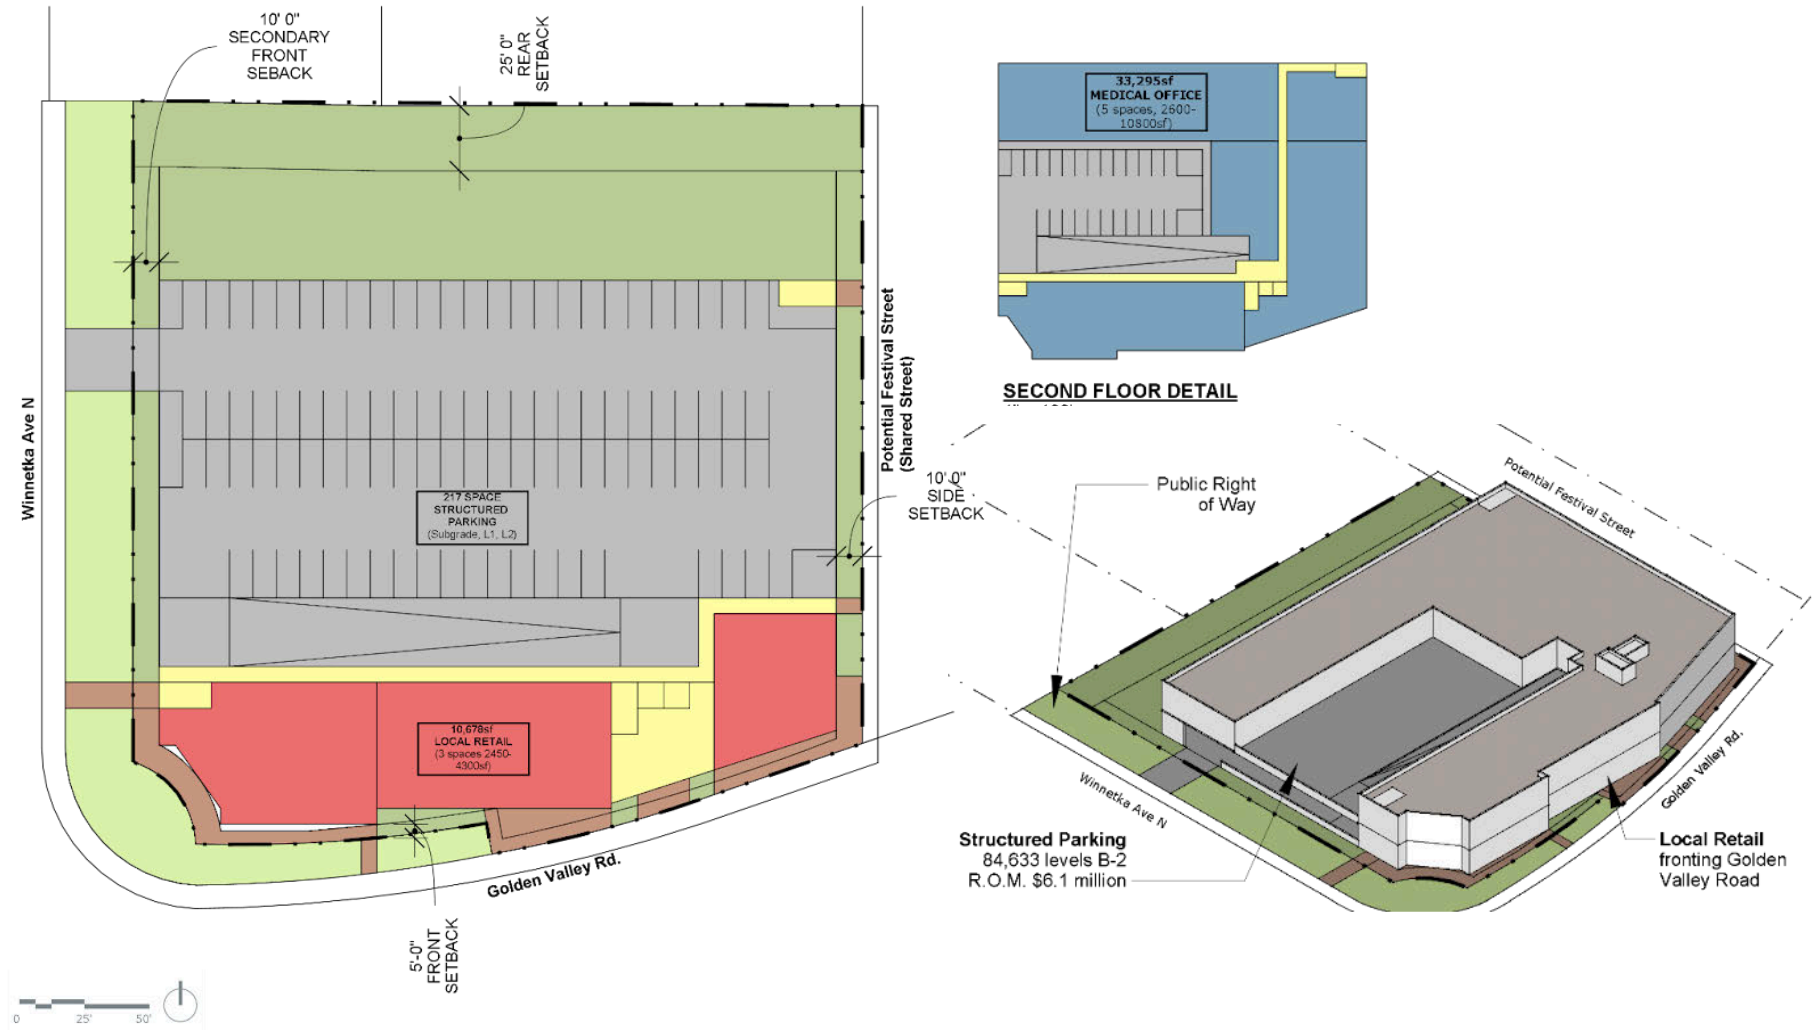 10' 0"
SECONDARY
FRONT
SEBACK
25' 0"
REAR
SETBACK
Winnetka Ave N
Potential Festival Street
(Shared Street)
217 SPACE
STRUCTURED
PARKING
(Subgrade, L1, L2)
10' 0"
SIDE
SETBACK
10,678sf
LOCAL RETAIL
(3 spaces 2450-
4300sf)
Golden Valley Rd.
5'-0"
FRONT
SETBACK
0 25' 50'
33,295sf
MEDICAL OFFICE
(5 spaces, 2600-
10800sf)
SECOND FLOOR DETAIL
Public Right
of Way
Potential Festival Street
Winnetka Ave N
Golden Valley Rd.
Structured Parking
84,633 levels B-2
R.O.M. $6.1 million
Local Retail
fronting Golden
Valley Road